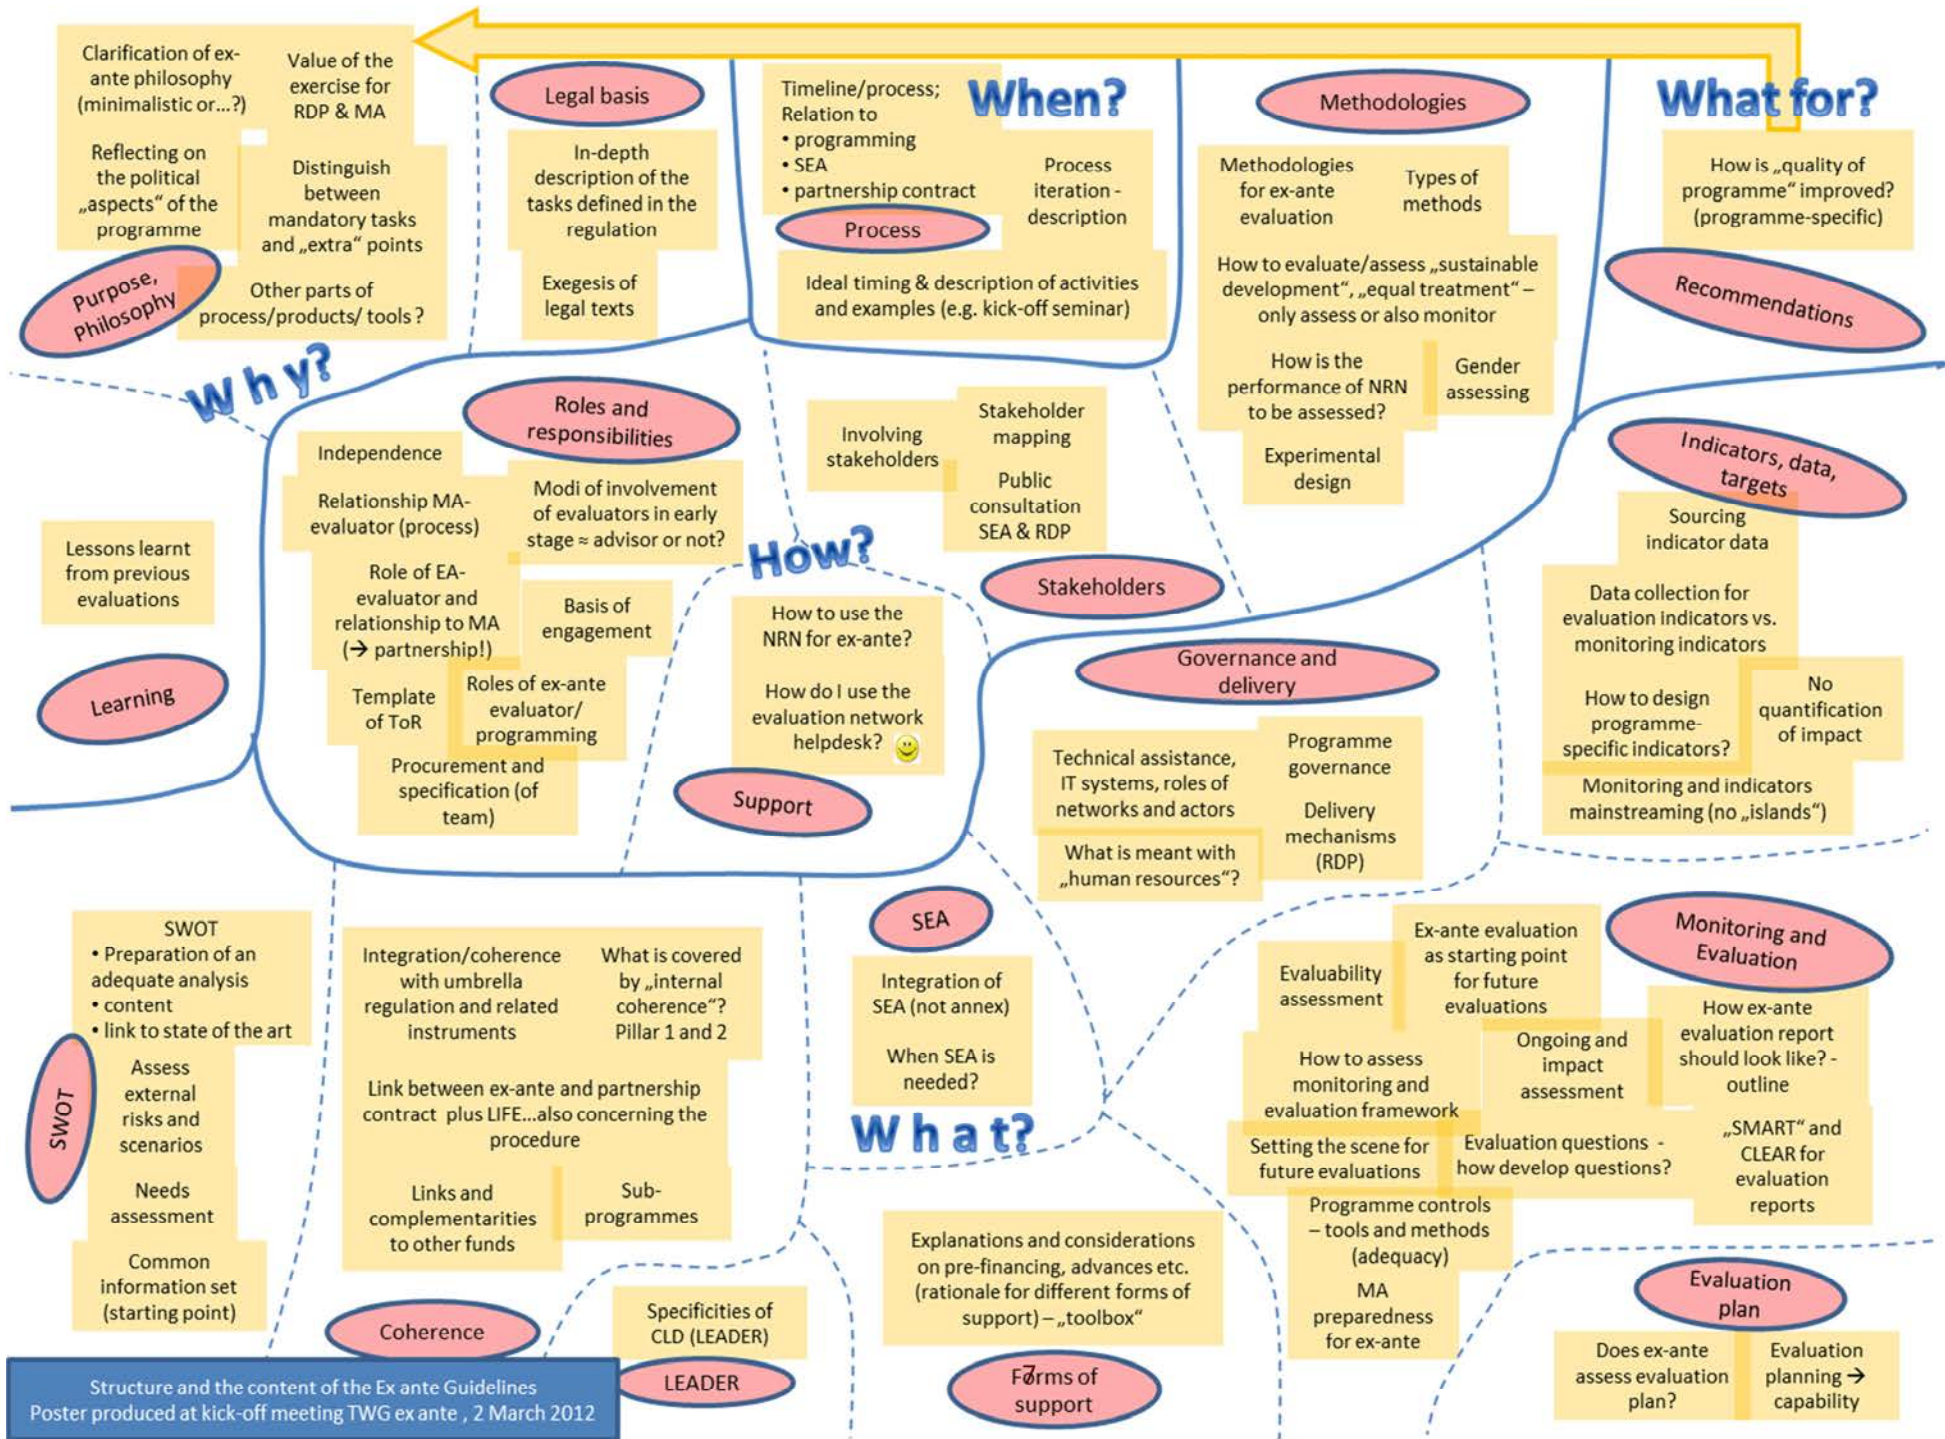 Clarification of ex-
ante philosophy
(minimalistic or...?)
Value of the
exercise for
RDP & MA
Reflecting on
the political
„aspects“ of the
programme
Distinguish
between
mandatory tasks
and „extra“ points
Purpose,
Philosophy
Other parts of
process/products/ tools ?
Why?
Legal basis
In-depth
description of the
tasks defined in the
regulation
Exegesis of
legal texts
Timeline/process;
Relation to
• programming
• SEA
• partnership contract
When?
Process
iteration -
description
Process
Ideal timing & description of activities
and examples (e.g. kick-off seminar)
Methodologies
Methodologies
for ex-ante
evaluation
Types of
methods
How to evaluate/assess „sustainable
development“, „equal treatment“ –
only assess or also monitor
How is the
performance of NRN
to be assessed?
Gender
assessing
Experimental
design
What for?
How is „quality of
programme“ improved?
(programme-specific)
Recommendations
Lessons learnt
from previous
evaluations
Learning
Roles and
responsibilities
Independence
Relationship MA-
evaluator (process)
Modi of involvement
of evaluators in early
stage ≈ advisor or not?
Role of EA-
evaluator and
relationship to MA
(→ partnership!)
Basis of
engagement
Template
of ToR
Roles of ex-ante
evaluator/
programming
Procurement and
specification (of
team)
How?
Involving
stakeholders
Stakeholder
mapping
Public
consultation
SEA & RDP
Stakeholders
How to use the
NRN for ex-ante?
How do I use the
evaluation network
helpdesk?
Support
Indicators, data,
targets
Sourcing
indicator data
Data collection for
evaluation indicators vs.
monitoring indicators
How to design
programme-
specific indicators?
No
quantification
of impact
Monitoring and indicators
mainstreaming (no „islands“)
Governance and
delivery
Technical assistance,
IT systems, roles of
networks and actors
Programme
governance
Delivery
mechanisms
(RDP)
What is meant with
„human resources“?
SWOT
• Preparation of an
adequate analysis
• content
• link to state of the art
SWOT
Assess
external
risks and
scenarios
Needs
assessment
Common
information set
(starting point)
Integration/coherence
with umbrella
regulation and related
instruments
What is covered
by „internal
coherence“?
Pillar 1 and 2
Link between ex-ante and partnership
contract plus LIFE...also concerning the
procedure
Links and
complementarities
to other funds
Sub-
programmes
Coherence
SEA
Integration of
SEA (not annex)
When SEA is
needed?
What?
Specificities of
CLD (LEADER)
LEADER
Explanations and considerations
on pre-financing, advances etc.
(rationale for different forms of
support) – „toolbox“
Forms of
support
7
Monitoring and
Evaluation
Evaluability
assessment
Ex-ante evaluation
as starting point
for future
evaluations
How ex-ante
evaluation report
should look like? -
outline
How to assess
monitoring and
evaluation framework
Ongoing and
impact
assessment
Setting the scene for
future evaluations
Evaluation questions -
how develop questions?
„SMART“ and
CLEAR for
evaluation
reports
Programme controls
– tools and methods
(adequacy)
MA
preparedness
for ex-ante
Evaluation
plan
Does ex-ante
assess evaluation
plan?
Evaluation
planning →
capability
Structure and the content of the Ex ante Guidelines
Poster produced at kick-off meeting TWG ex ante , 2 March 2012